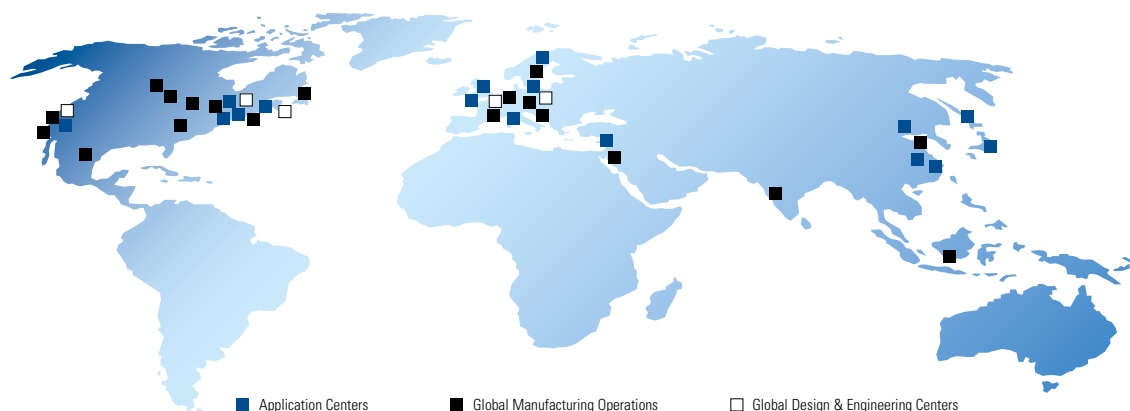 Application Centers
Global Manufacturing Operations
Global Design & Engineering Centers